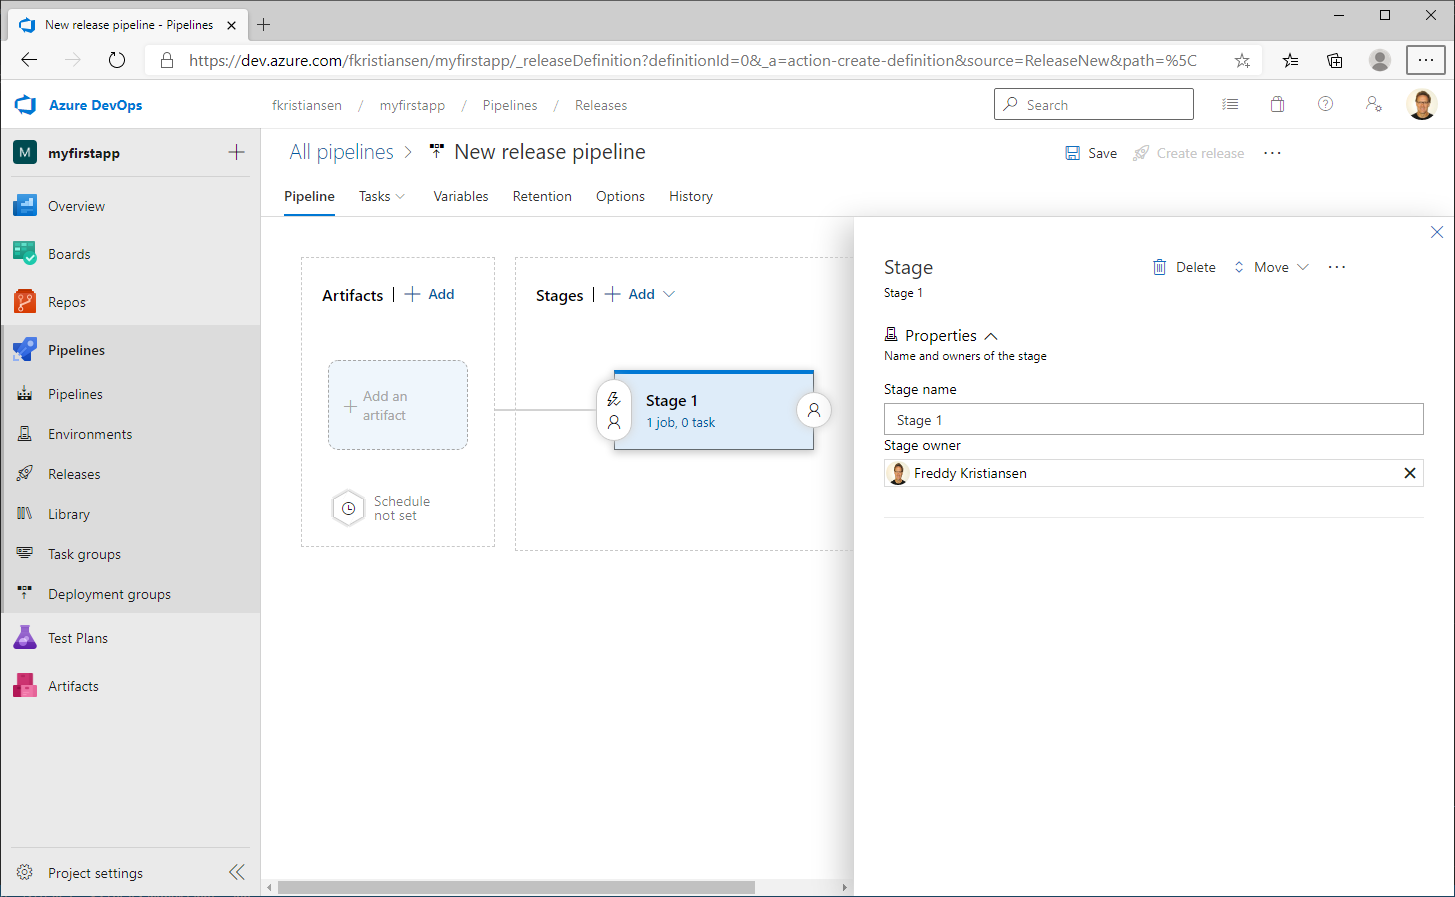 New release pipeline - Pipelines
https://dev.azure.com/fkristiansen/myfirstapp/_releaseDefinition?definitionId=0&_a=action-create-definition&source=ReleaseNew&path=%5C
Azure DevOps
fkristiansen / myfirstapp / Pipelines / Releases
Search
M myfirstapp
Overview
Boards
Repos
Pipelines
Pipelines
Environments
Releases
Library
Task groups
Deployment groups
Test Plans
Artifacts
Project settings
All pipelines > New release pipeline
Save
Create release
Pipeline Tasks Variables Retention Options History
Artifacts | + Add
Add an
artifact
Schedule
not set
Stages | + Add
Stage 1
1 job, 0 task
Stage
Delete Move
Stage 1
Properties
Name and owners of the stage
Stage name
Stage 1
Stage owner
Freddy Kristiansen